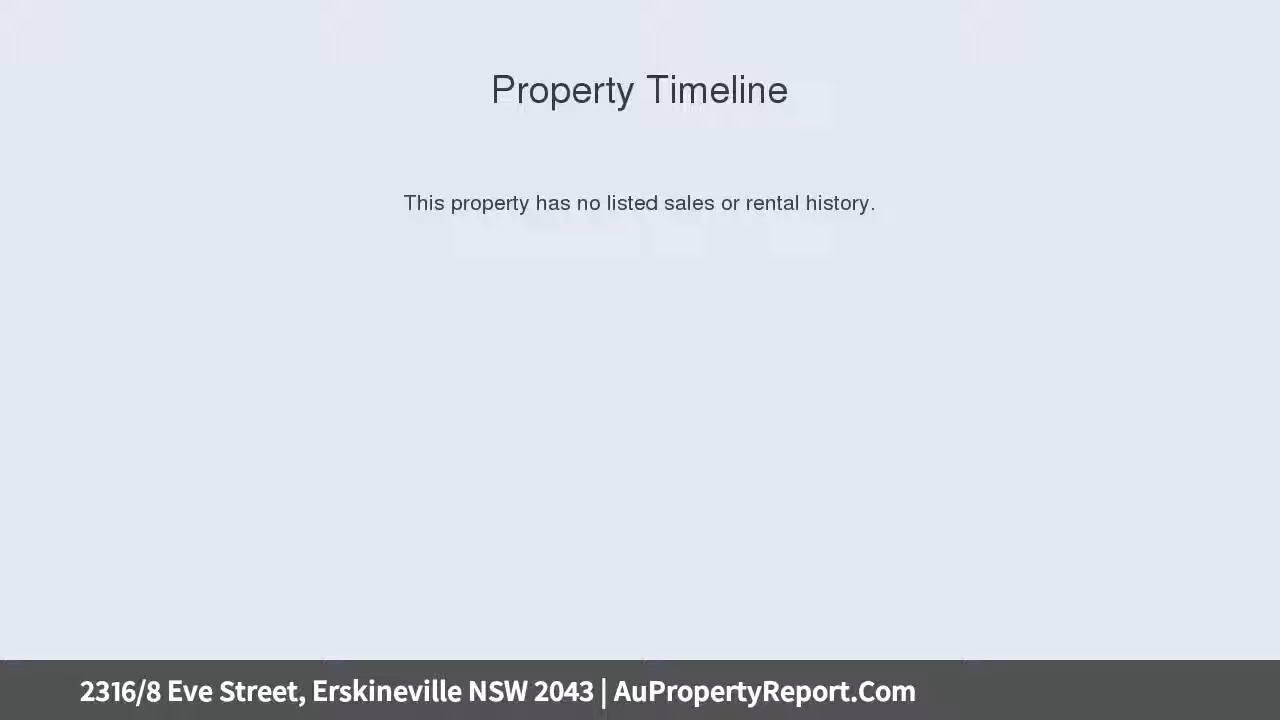 Property Timeline
This property has no listed sales or rental history.
2316/8 Eve Street, Erskineville NSW 2043 | AuPropertyReport.Com